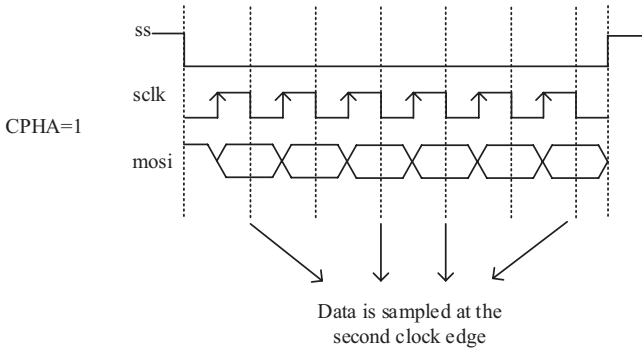 ss
sclk
CPHA=1
mosi
Data is sampled at the
second clock edge